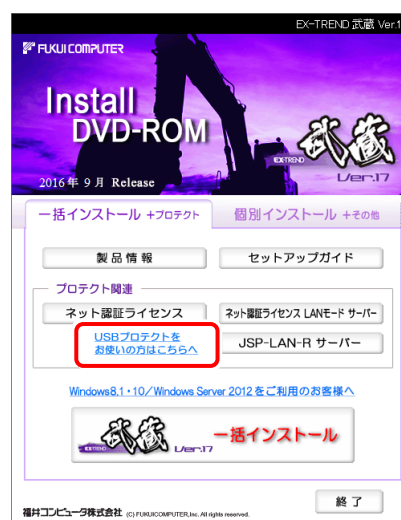 EX-TREND 武蔵 Ver.1
FUKUI COMPUTER
Install
DVD-ROM
EX-TREND 武蔵
Ver.17
2016年 9月 Release
一括インストール +プロテクト
個別インストール +その他
製品情報
セットアップガイド
プロテクト関連
ネット認証ライセンス
ネット認証ライセンス LANモード サーバー
USBプロテクトを
お使いの方はこちらへ
JSP-LAN-R サーバー
Windows8.1・10/Windows Server 2012 をご利用のお客様へ
EX-TREND 武蔵 Ver.17
一括インストール
終了
福井コンピュータ株式会社 (C) FUKUICOMPUTER,Inc. All rights reserved.